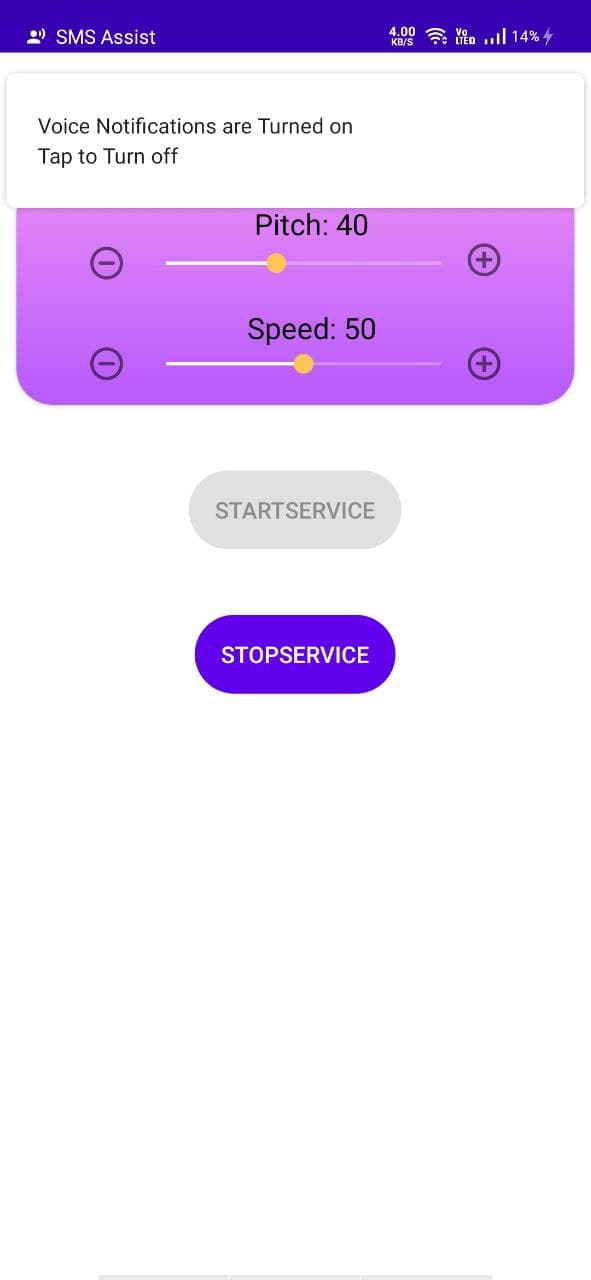 SMS Assist
4.00
KB/S
Vo
LTE
14%
Voice Notifications are Turned on
Tap to Turn off
Pitch: 40
Speed: 50
STARTSERVICE
STOPSERVICE